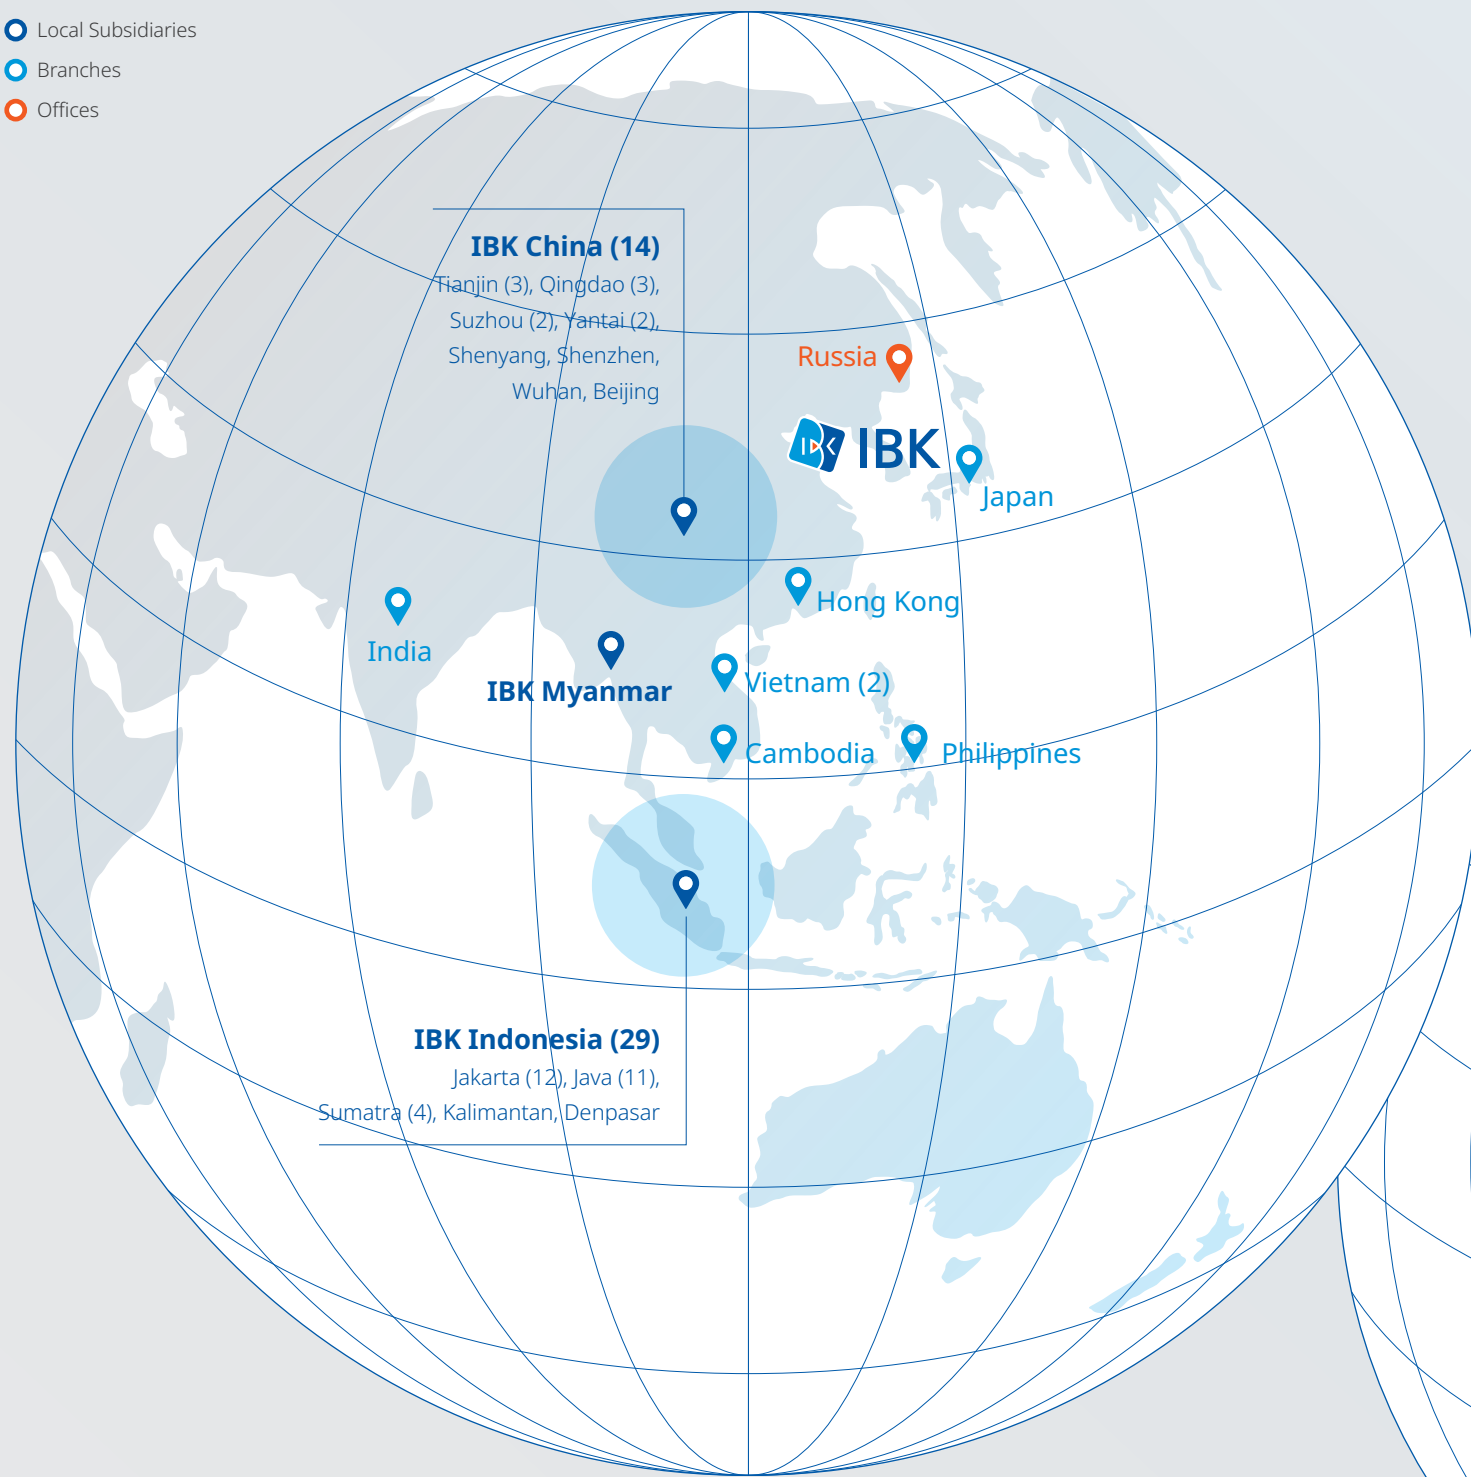 Local Subsidiaries
Branches
Offices
IBK China (14)
Tianjin (3), Qingdao (3),
Suzhou (2), Yantai (2),
Shenyang, Shenzhen,
Wuhan, Beijing
Russia
IBK IBK
Japan
Hong Kong
India
IBK Myanmar
Vietnam (2)
Cambodia
Philippines
IBK Indonesia (29)
Jakarta (12), Java (11),
Sumatra (4), Kalimantan, Denpasar